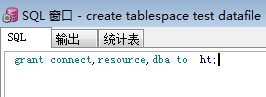 SQL 窗口 - create tablespace test datafile
SQL 输出 统计表
grant connect,resource,dba to  ht;